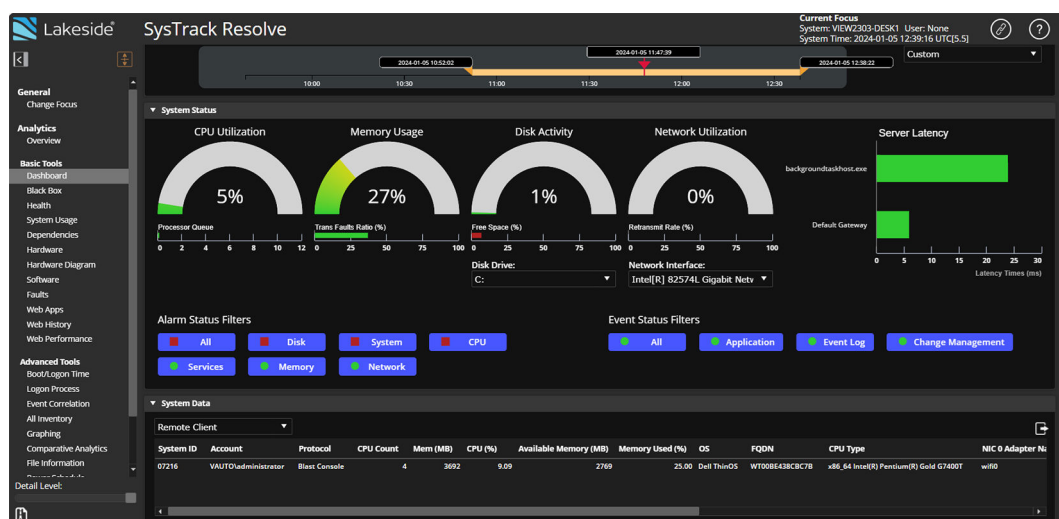 Lakeside®
SysTrack Resolve
Current Focus
System: VIEW2303-DESK1 User: None
System Time: 2024-01-05 12:39:16 UTC[5.5]
?
General
Change Focus
Analytics
Overview
Basic Tools
Dashboard
Black Box
Health
System Usage
Dependencies
Hardware
Hardware Diagram
Software
Faults
Web Apps
Web History
Web Performance
Advanced Tools
Boot/Logon Time
Logon Process
Event Correlation
All Inventory
Graphing
Comparative Analytics
File Information
Detail Level:
2024-01-05 11:47:39
Custom
2024-01-05 10:52:02
2024-01-05 12:38:22
10:00 10:30 11:00 11:30 12:00 12:30
System Status
CPU Utilization Memory Usage Disk Activity Network Utilization Server Latency
5% 27% 1% 0%
backgroundtaskhost.exe
Default Gateway
Processor Queue Trans Faults Ratio (%) Free Space (%) Retransmit Rate (%)
0 2 4 6 8 10 12 0 25 50 75 100 0 25 50 75 100 0 25 50 75 100
0 5 10 15 20 25 30
Latency Times (ms)
Disk Drive: Network Interface:
C: Intel[R] 82574L Gigabit Netv
Alarm Status Filters Event Status Filters
All Disk System CPU All Application Event Log Change Management
Services Memory Network
System Data
Remote Client
System ID Account Protocol CPU Count Mem (MB) CPU (%) Available Memory (MB) Memory Used (%) OS FQDN CPU Type NIC 0 Adapter Na
07216 VAUTO\administrator Blast Console 4 3692 9.09 2769 25.00 Dell ThinOS WT00BE438CBC7B x86_64 Intel(R) Pentium(R) Gold G7400T wifi0